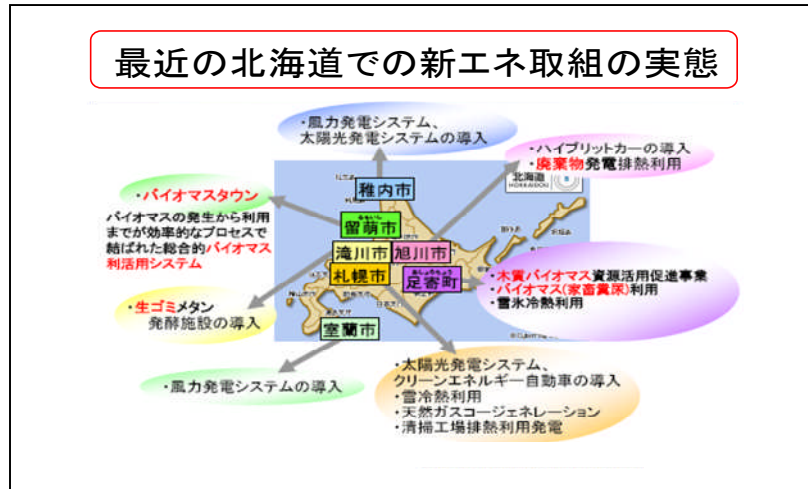 最近の北海道での新エネ取組の実態
・風力発電システム、
太陽光発電システムの導入
・ハイブリットカーの導入
・廃棄物発電排熱利用
北海道
HOKKAIDOU
稚内市
・バイオマスタウン
バイオマスの発生から利用
までが効率的なプロセスで
結ばれた総合的バイオマス
利活用システム
留萌市
滝川市
旭川市
札幌市
あしょろちょう
足寄町
・木質バイオマス資源活用促進事業
・バイオマス(家畜糞尿)利用
・雪氷冷熱利用
・生ゴミメタン
発酵施設の導入
室蘭市
・風力発電システムの導入
・太陽光発電システム、
クリーンエネルギー自動車の導入
・雪冷熱利用
・天然ガスコージェネレーション
・清掃工場排熱利用発電